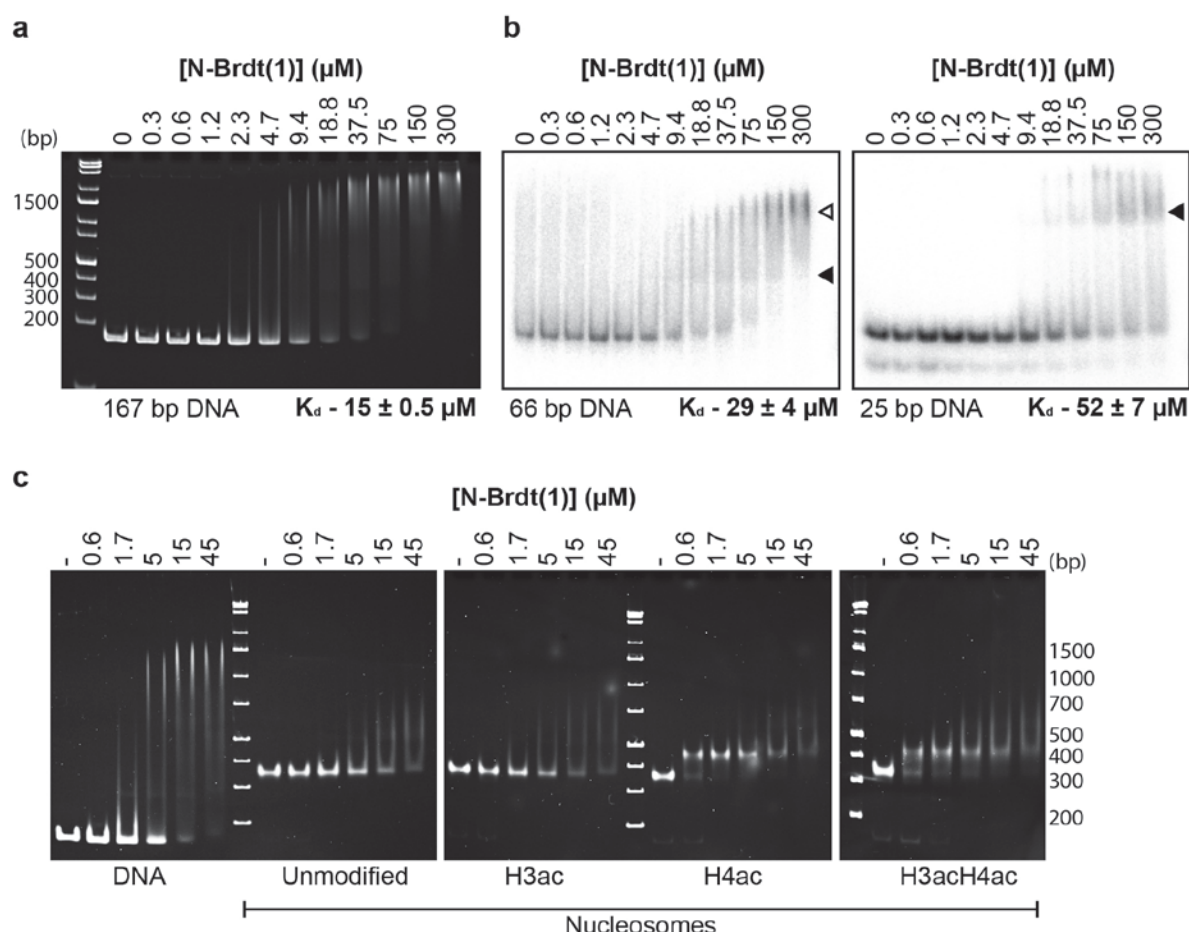 a
[N-Brdt(1)] (µM)
0 0.3 0.6 1.2 2.3 4.7 9.4 18.8 37.5 75 150 300
(bp)
1500
500
400
300
200
167 bp DNA K_d - 15 ± 0.5 µM
b
[N-Brdt(1)] (µM)
0 0.3 0.6 1.2 2.3 4.7 9.4 18.8 37.5 75 150 300
66 bp DNA K_d - 29 ± 4 µM
[N-Brdt(1)] (µM)
0 0.3 0.6 1.2 2.3 4.7 9.4 18.8 37.5 75 150 300
25 bp DNA K_d - 52 ± 7 µM
c
[N-Brdt(1)] (µM)
- 0.6 1.7 5 15 45 - 0.6 1.7 5 15 45 - 0.6 1.7 5 15 45 - 0.6 1.7 5 15 45 - 0.6 1.7 5 15 45 (bp)
1500
1000
700
500
400
300
200
DNA Unmodified H3ac H4ac H3acH4ac
Nucleosomes